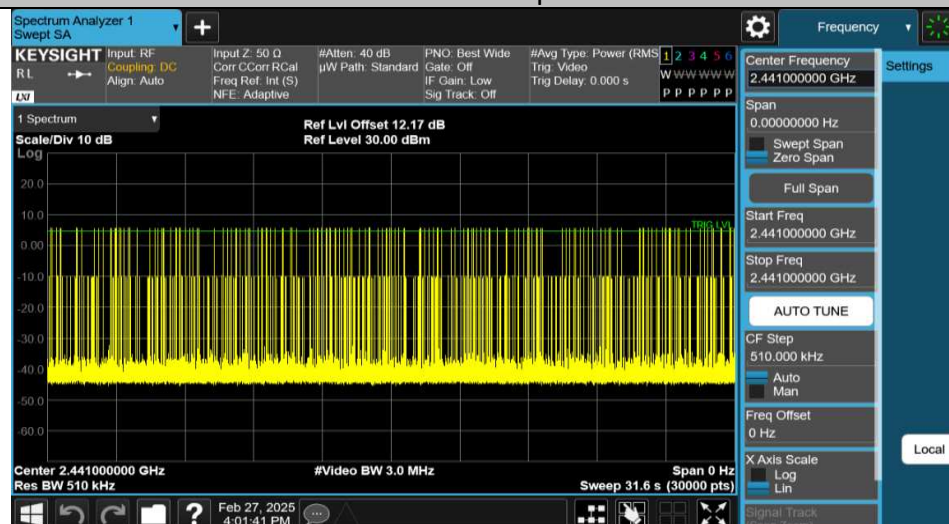 Spectrum Analyzer 1
Swept SA
+
Frequency
KEYSIGHT
RL
LXI
Input: RF
Coupling: DC
Align: Auto
Input Z: 50 Ω
Corr CCorr RCal
Freq Ref: Int (S)
NFE: Adaptive
#Atten: 40 dB
µW Path: Standard
PNO: Best Wide
Gate: Off
IF Gain: Low
Sig Track: Off
#Avg Type: Power (RMS
Trig: Video
Trig Delay: 0.000 s
1 2 3 4 5 6
W W W W W W
P P P P P P
Center Frequency
2.441000000 GHz
Settings
Span
0.00000000 Hz
Swept Span
Zero Span
Full Span
Start Freq
2.441000000 GHz
Stop Freq
2.441000000 GHz
AUTO TUNE
CF Step
510.000 kHz
Auto
Man
Freq Offset
0 Hz
X Axis Scale
Log
Lin
Signal Track
Local
1 Spectrum
Scale/Div 10 dB
Log
Ref Lvl Offset 12.17 dB
Ref Level 30.00 dBm
TRIG LVL
20.0
10.0
0.00
-10.0
-20.0
-30.0
-40.0
-50.0
-60.0
Center 2.441000000 GHz
Res BW 510 kHz
#Video BW 3.0 MHz
Span 0 Hz
Sweep 31.6 s (30000 pts)
?
Feb 27, 2025
4:01:41 PM